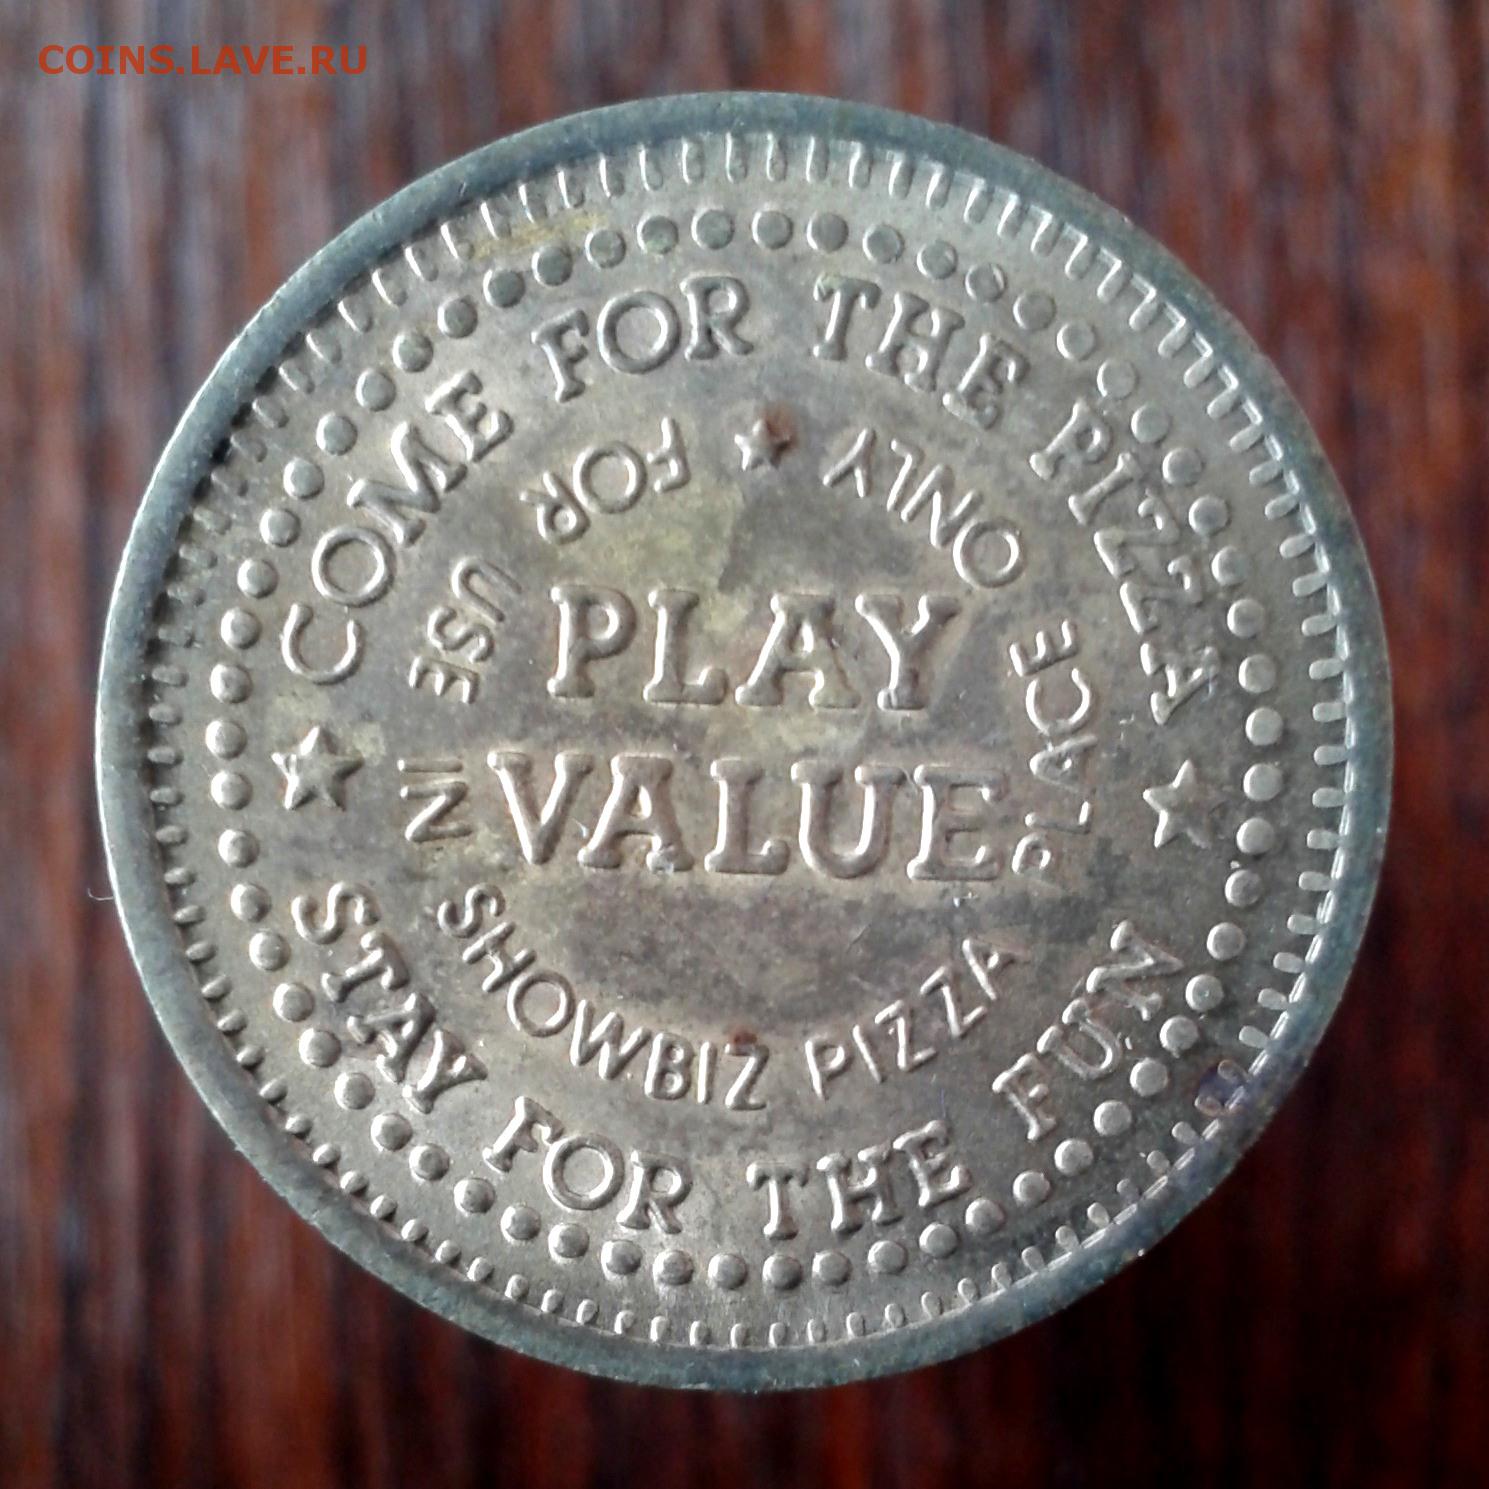 COINS.LAVE.RU
COME FOR THE PIZZA
STAY FOR THE FUN
FOR USE IN SHOWBIZ PIZZA PLACE ONLY
PLAY
VALUE